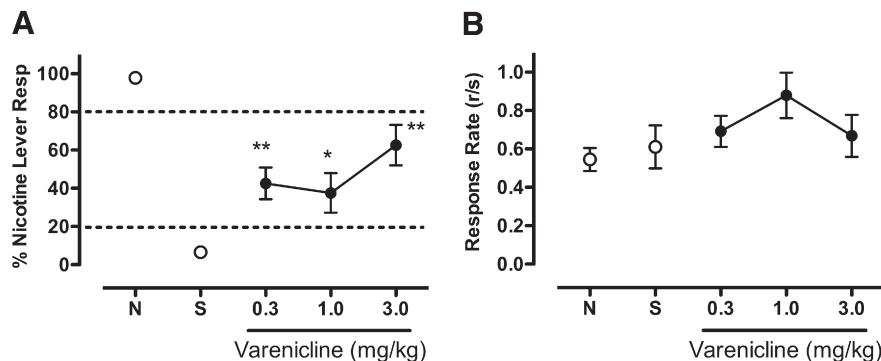 A
% Nicotine Lever Resp
100
80
60
40
20
0
**
*
**
N S 0.3 1.0 3.0
Varenicline (mg/kg)
B
Response Rate (r/s)
1.0
0.8
0.6
0.4
0.2
0.0
N S 0.3 1.0 3.0
Varenicline (mg/kg)